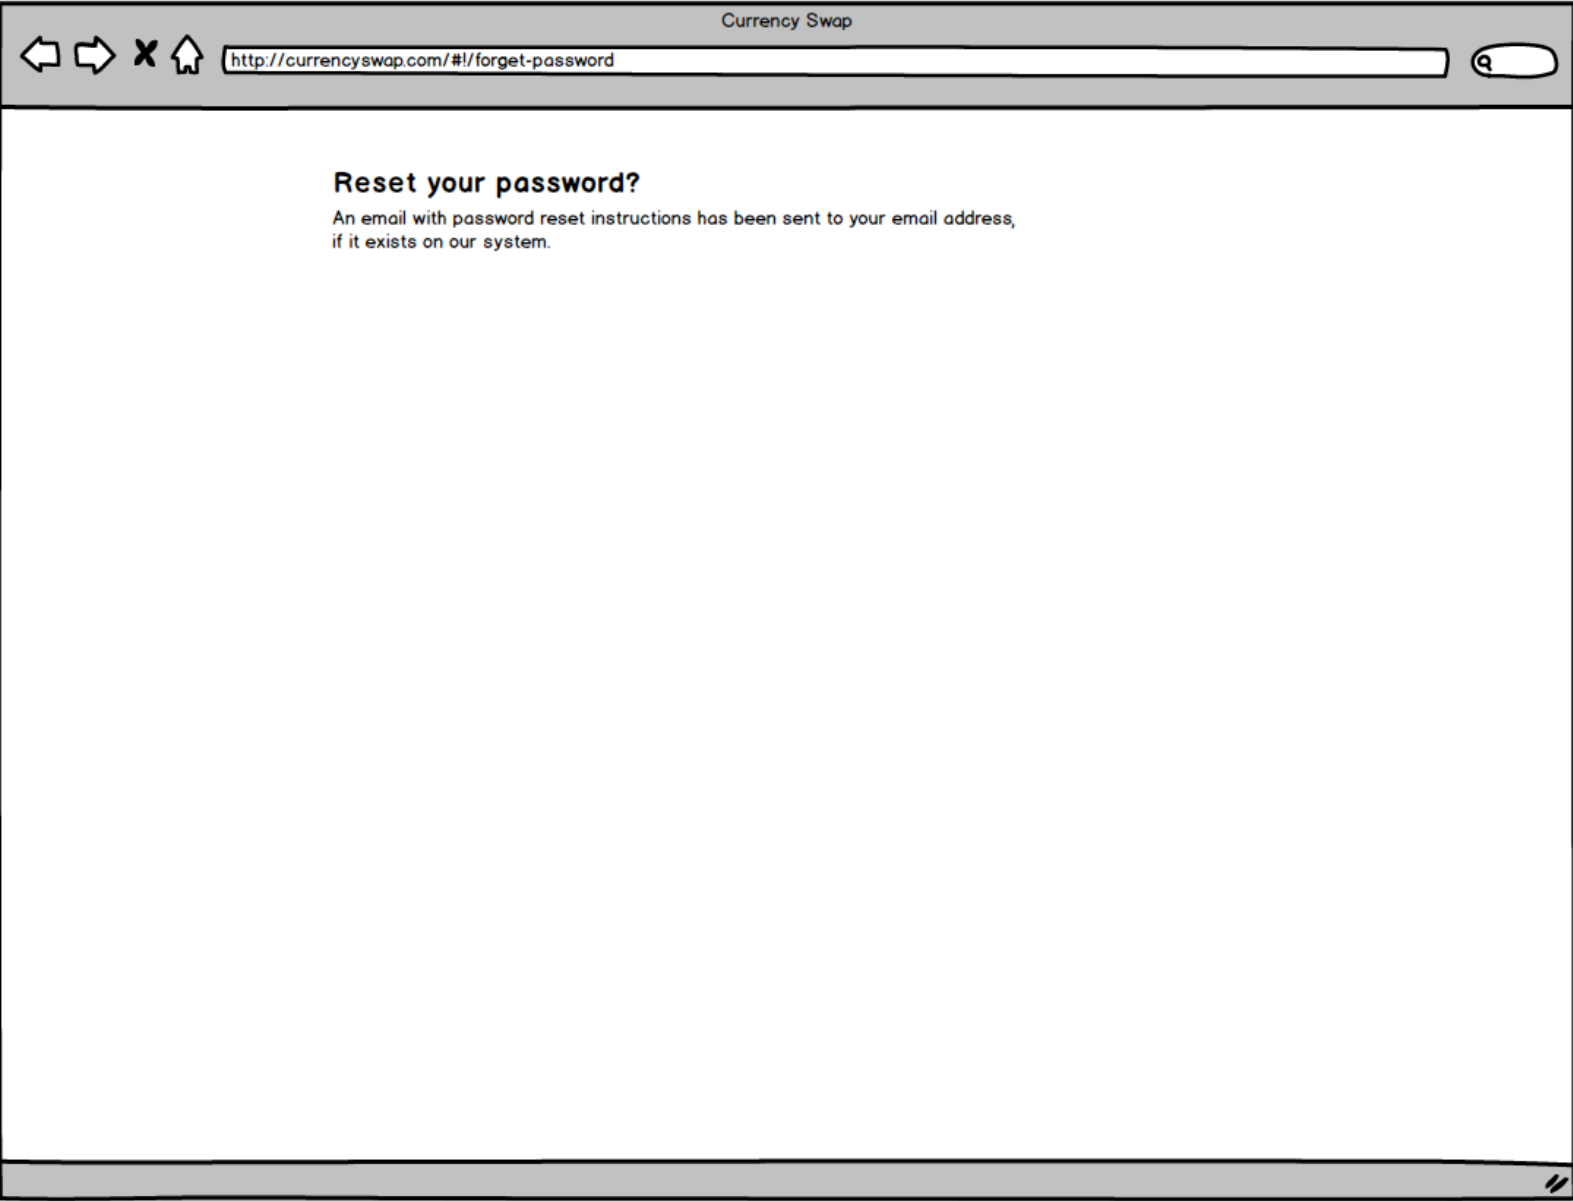 Currency Swap
http://currencyswap.com/#!/forget-password
Reset your password?
An email with password reset instructions has been sent to your email address,
if it exists on our system.